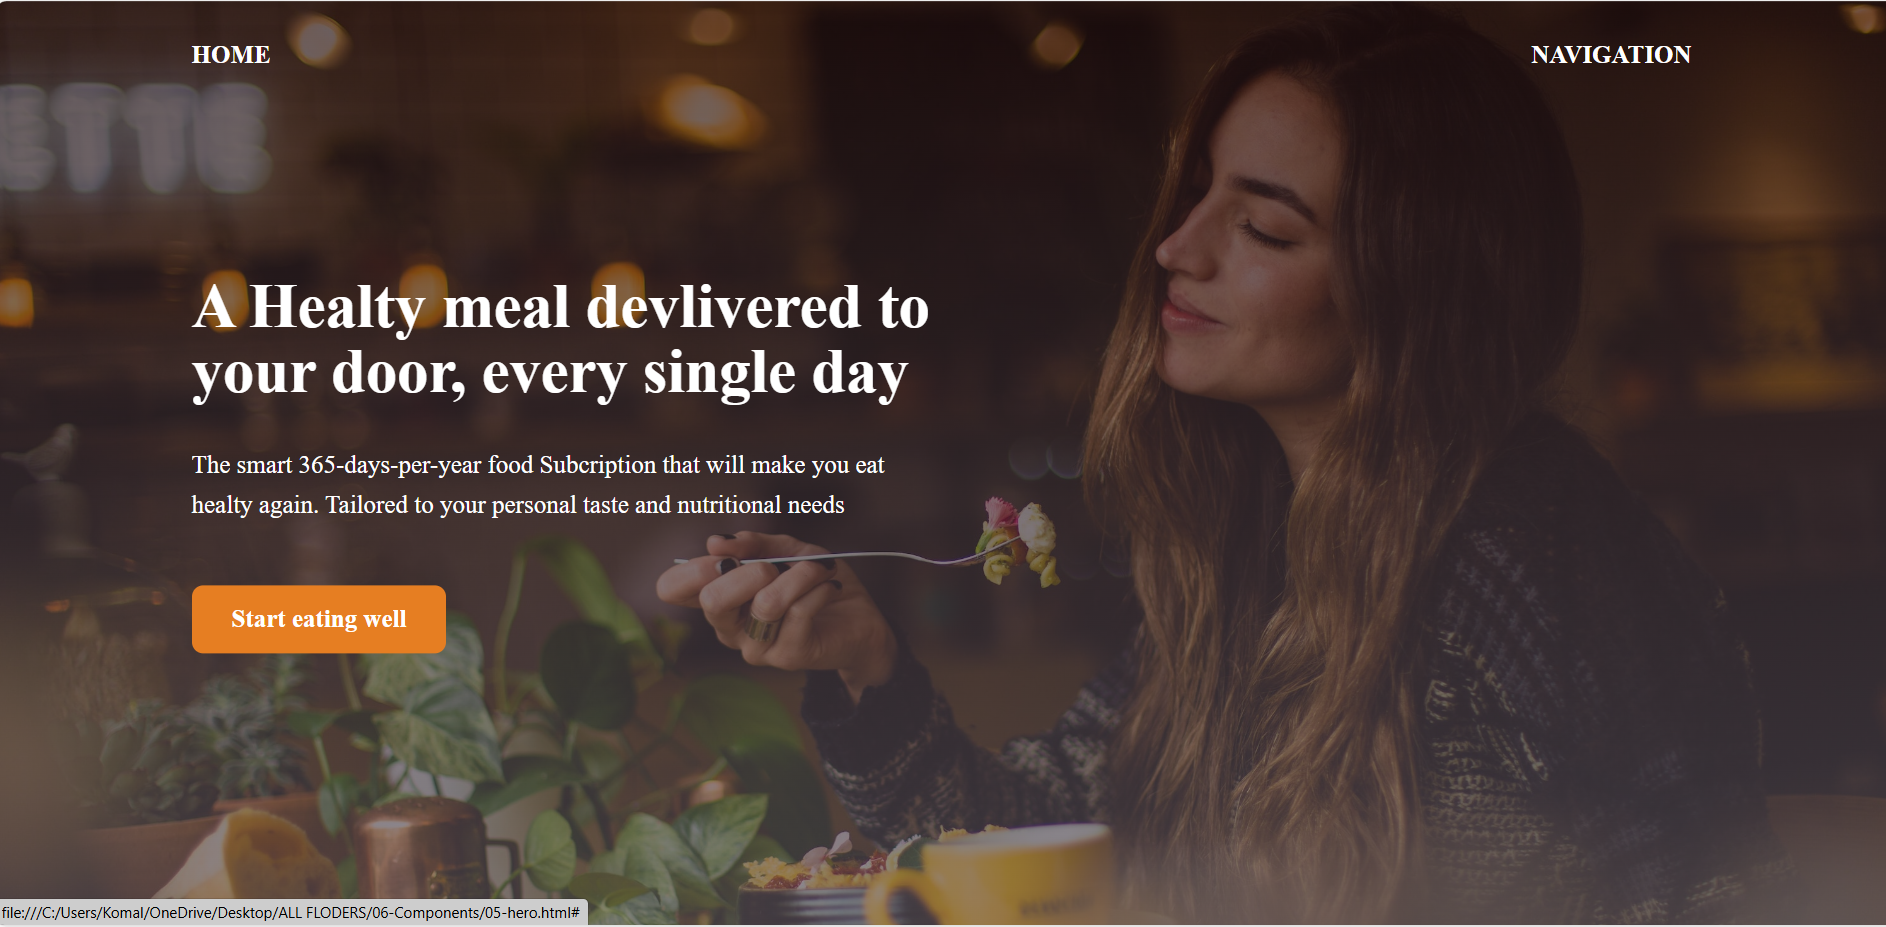 HOME
NAVIGATION
ETTE
A Healty meal devlivered to
your door, every single day
The smart 365-days-per-year food Subcription that will make you eat
healty again. Tailored to your personal taste and nutritional needs
Start eating well
file:///C:/Users/Komal/OneDrive/Desktop/ALL FLODERS/06-Components/05-hero.html#